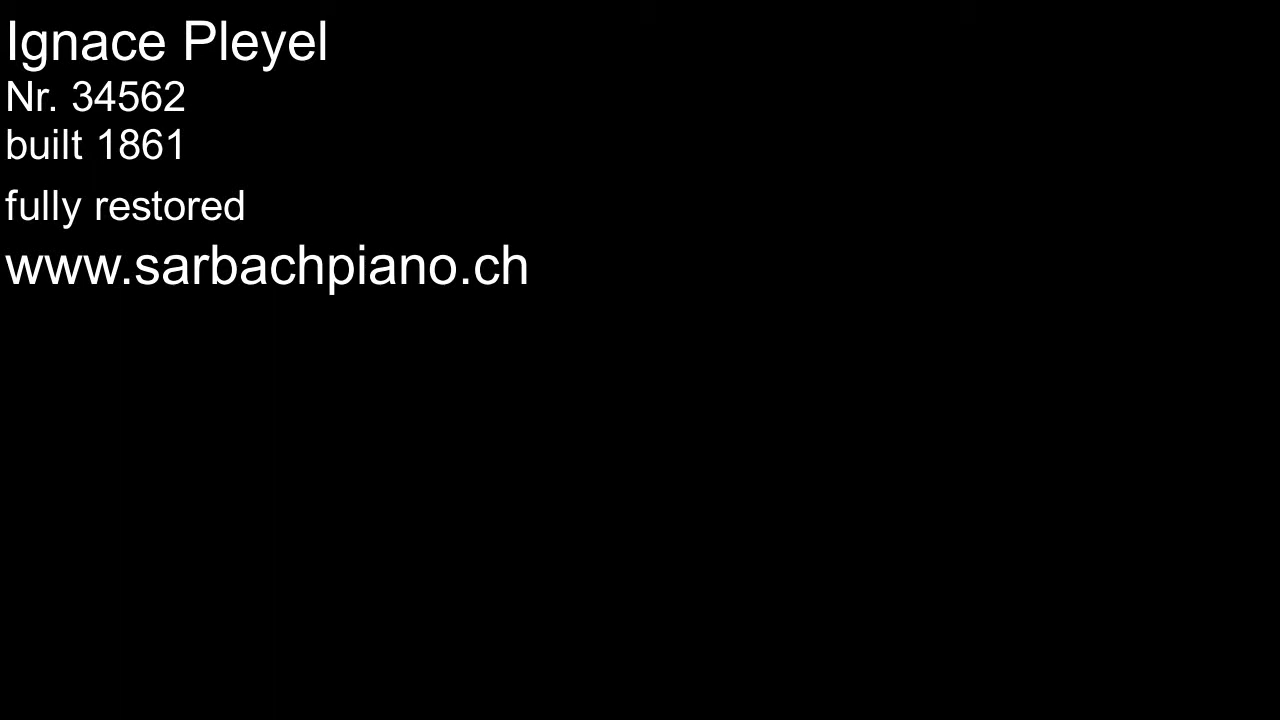 Ignace Pleyel
Nr. 34562
built 1861
fully restored
www.sarbachpiano.ch